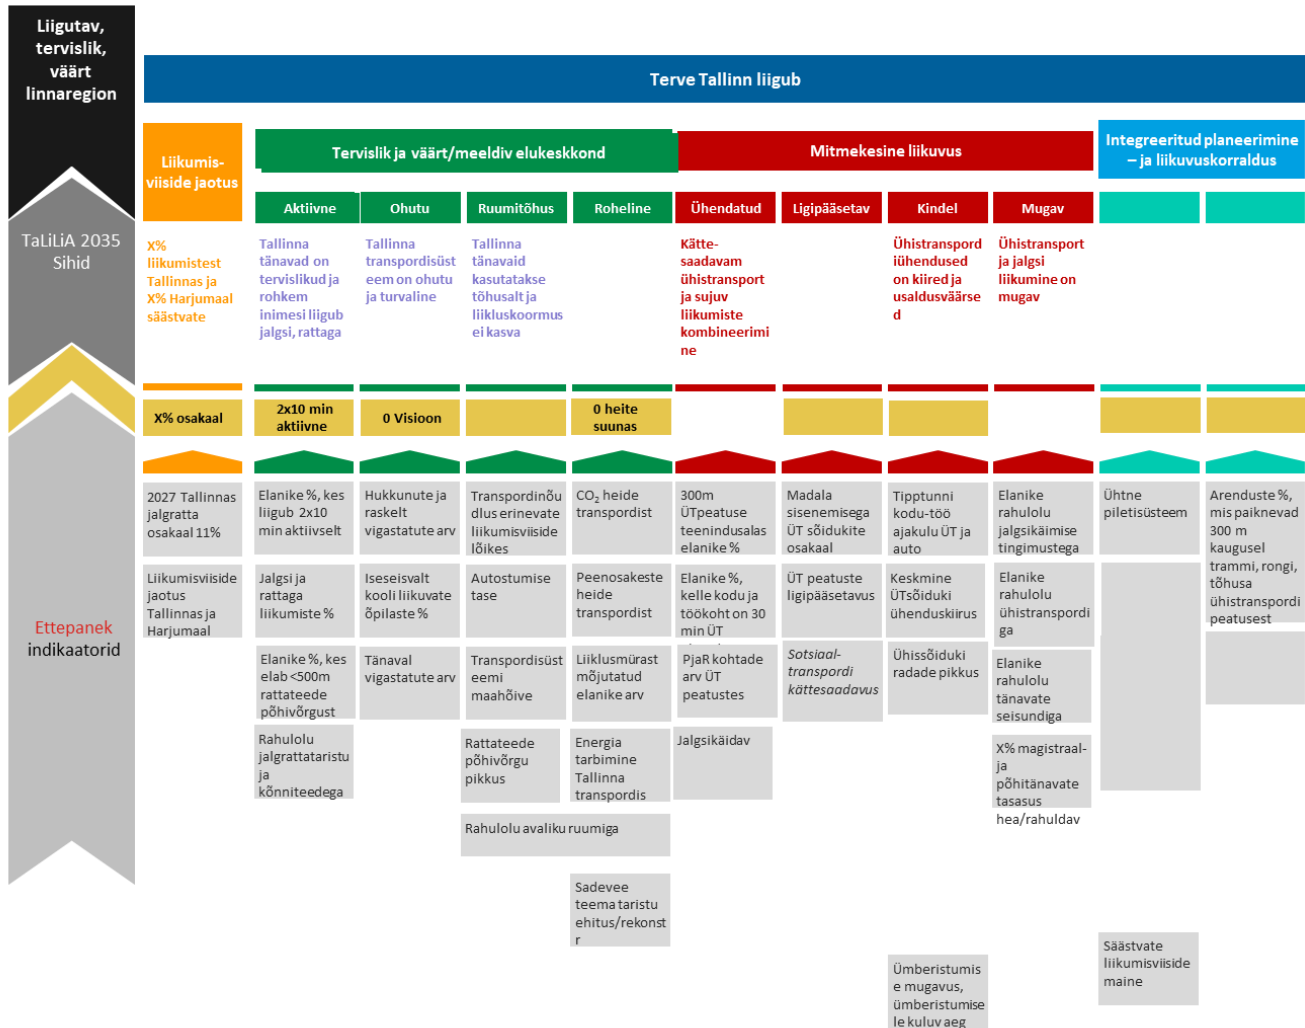 Liigutav,
tervislik,
väärt
linnaregion
TaLiLiA 2035
Sihid
Ettepanek
indikaatorid
Terve Tallinn liigub
Liikumis-
viiside jaotus
Tervislik ja väärt/meeldiv elukeskkond
Mitmekesine liikuvus
Integreeritud planeerimine
– ja liikuvuskorraldus
Aktiivne
Ohutu
Ruumitõhus
Roheline
Ühendatud
Ligipääsetav
Kindel
Mugav
X%
liikumistest
Tallinnas ja
X% Harjumaal
säästvate
Tallinna
tänavad on
tervislikud ja
rohkem
inimesi liigub
jalgsi, rattaga
Tallinna
transpordisüst
eem on ohutu
ja turvaline
Tallinna
tänavaid
kasutatakse
tõhusalt ja
liikluskoormus
ei kasva
Kätte-
saadavam
ühistransport
ja sujuv
liikumiste
kombineerimi
ne
Ühistranspord
iühendused
on kiired ja
usaldusväärse
d
Ühistransport
ja jalgsi
liikumine on
mugav
X% osakaal
2x10 min
aktiivne
0 Visioon
0 heite
suunas
2027 Tallinnas
jalgratta
osakaal 11%
Liikumisviiside
jaotus
Tallinnas ja
Harjumaal
Elanike %, kes
liigub 2x10
min aktiivselt
Jalgsi ja
rattaga
liikumiste %
Elanike %, kes
elab <500m
rattateede
põhivõrgust
Rahulolu
jalgrattataristu
ja
kõnniteedega
Hukkunute ja
raskelt
vigastatute arv
Iseseisvalt
kooli liikuvate
õpilaste %
Tänaval
vigastatute arv
Transpordinõu
dlus erinevate
liikumisviiside
lõikes
Autostumise
tase
Transpordisüst
eemi
maahõive
Rattateede
põhivõrgu
pikkus
Rahulolu avaliku ruumiga
CO₂ heide
transpordist
Peenosakeste
heide
transpordist
Liiklusmürast
mõjutatud
elanike arv
Energia
tarbimine
Tallinna
transpordis
Sadevee
teema taristu
ehitus/rekonst
r
300m
ÜTpeatuse
teenindusalas
elanike %
Elanike %,
kelle kodu ja
töökoht on 30
min ÜT
PjaR kohtade
arv ÜT
peatustes
Jalgsikäidav
Madala
sisenemisega
ÜT sõidukite
osakaal
ÜT peatuste
ligipääsetavus
Sotsiaal-
transpordi
kättesaadavus
Tipptunni
kodu-töö
ajakulu ÜT ja
auto
Keskmine
ÜTsõiduki
ühenduskiirus
Ühissõiduki
radade pikkus
Ümberistumis
e mugavus,
ümberistumise
le kuluv aeg
Elanike
rahulolu
jalgsikäimise
tingimustega
Elanike
rahulolu
ühistranspordi
ga
Elanike
rahulolu
tänavate
seisundiga
X% magistraal-
ja
põhitänavate
tasasus
hea/rahuldav
Ühtne
piletisüsteem
Säästvate
liikumisviiside
maine
Arenduste %,
mis paiknevad
300 m
kaugusel
trammi, rongi,
tõhusa
ühistranspordi
peatusest